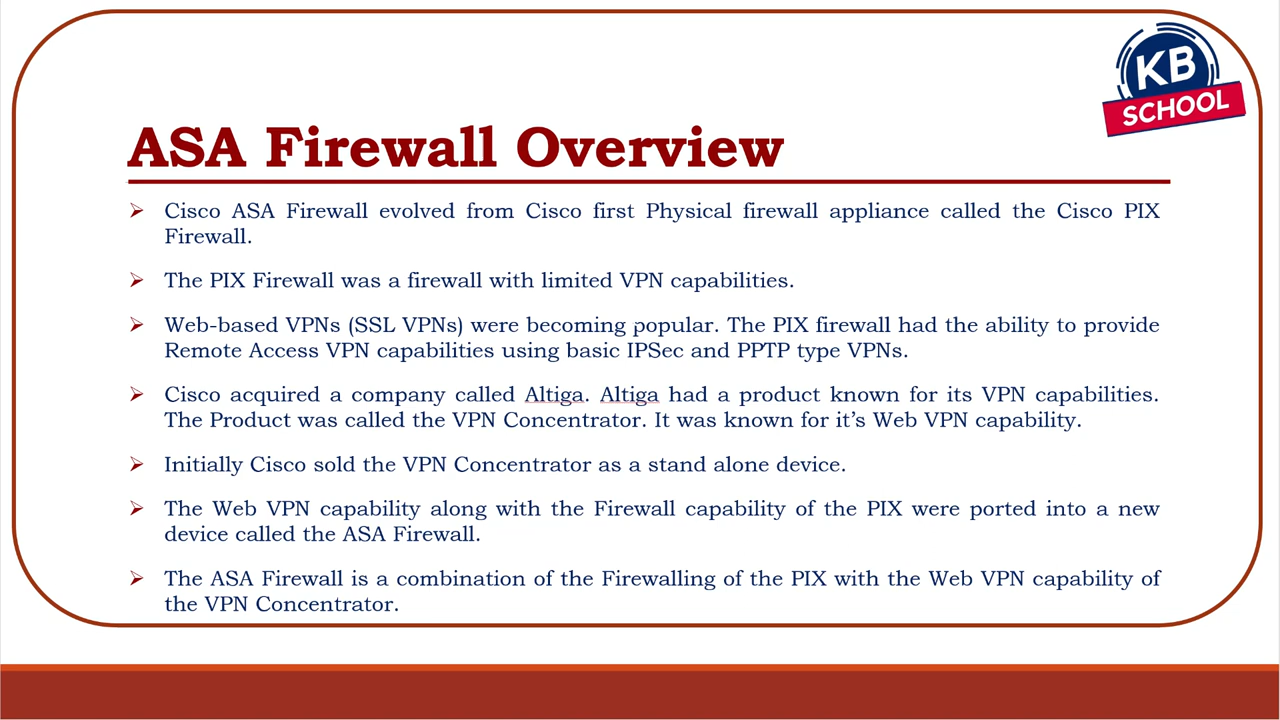 KB
SCHOOL
ASA Firewall Overview
Cisco ASA Firewall evolved from Cisco first Physical firewall appliance called the Cisco PIX
Firewall.
The PIX Firewall was a firewall with limited VPN capabilities.
Web-based VPNs (SSL VPNs) were becoming popular. The PIX firewall had the ability to provide
Remote Access VPN capabilities using basic IPSec and PPTP type VPNs.
Cisco acquired a company called Altiga. Altiga had a product known for its VPN capabilities.
The Product was called the VPN Concentrator. It was known for it’s Web VPN capability.
Initially Cisco sold the VPN Concentrator as a stand alone device.
The Web VPN capability along with the Firewall capability of the PIX were ported into a new
device called the ASA Firewall.
The ASA Firewall is a combination of the Firewalling of the PIX with the Web VPN capability of
the VPN Concentrator.